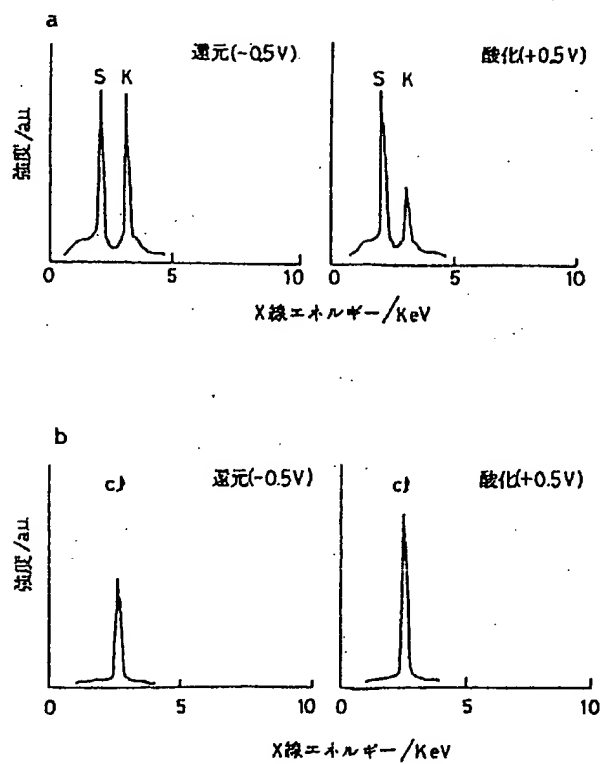 a
還元(-0.5V)
酸化(+0.5V)
S K
S K
強度/a.u.
0 5 10
0 5 10
X線エネルギー/KeV
b
還元(-0.5V)
酸化(+0.5V)
Cl
Cl
強度/a.u.
0 5 10
0 5 10
X線エネルギー/KeV